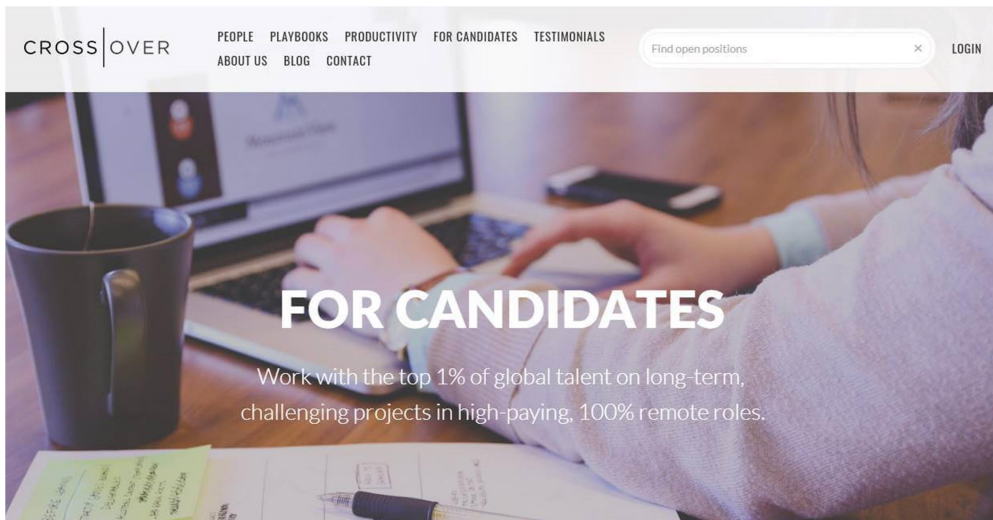 CROSS|OVER
PEOPLE PLAYBOOKS PRODUCTIVITY FOR CANDIDATES TESTIMONIALS
ABOUT US BLOG CONTACT
Find open positions ×
LOGIN
FOR CANDIDATES
Work with the top 1% of global talent on long-term,
challenging projects in high-paying, 100% remote roles.